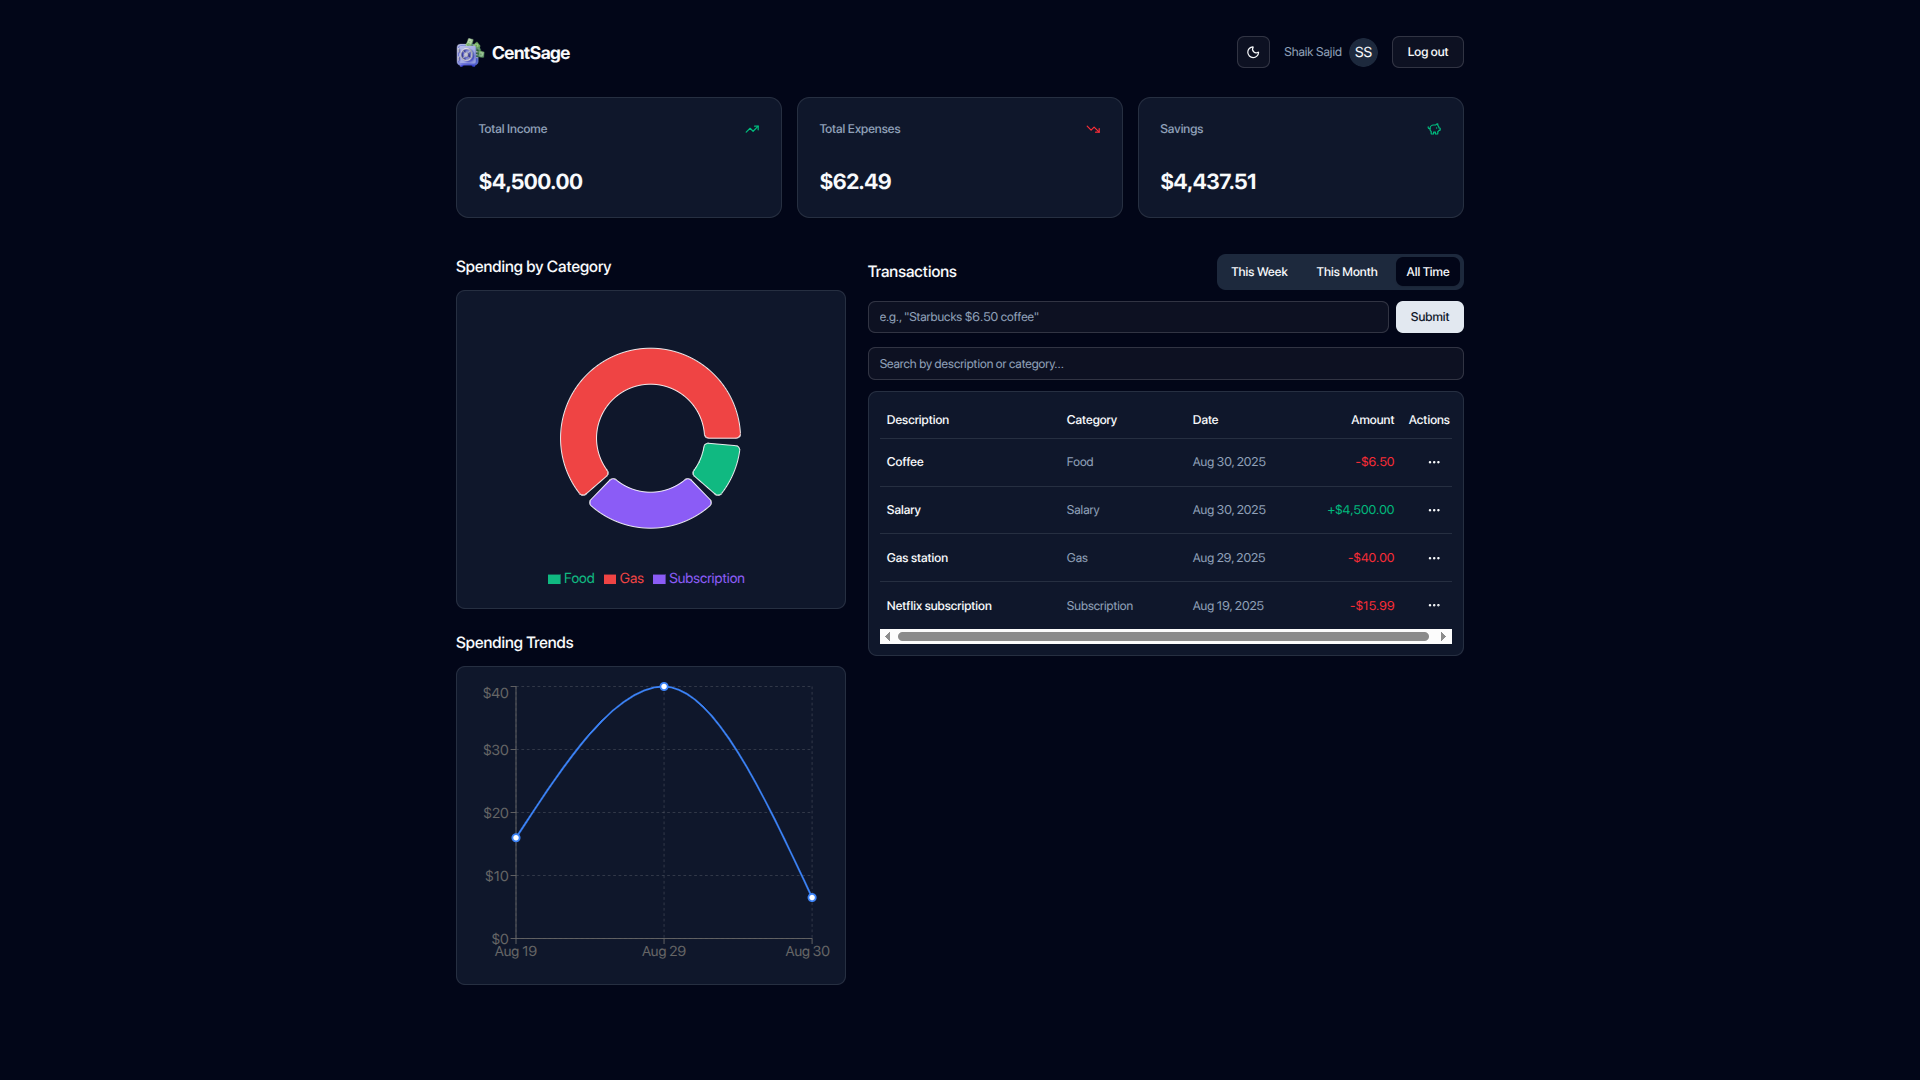 CentSage
Shaik Sajid SS Log out
Total Income
$4,500.00
Total Expenses
$62.49
Savings
$4,437.51
Spending by Category
Food Gas Subscription
Spending Trends
$40
$30
$20
$10
$0
Aug 19 Aug 29 Aug 30
Transactions
This Week This Month All Time
e.g., "Starbucks $6.50 coffee" Submit
Search by description or category...
Description Category Date Amount Actions
Coffee Food Aug 30, 2025 -$6.50 ...
Salary Salary Aug 30, 2025 +$4,500.00 ...
Gas station Gas Aug 29, 2025 -$40.00 ...
Netflix subscription Subscription Aug 19, 2025 -$15.99 ...